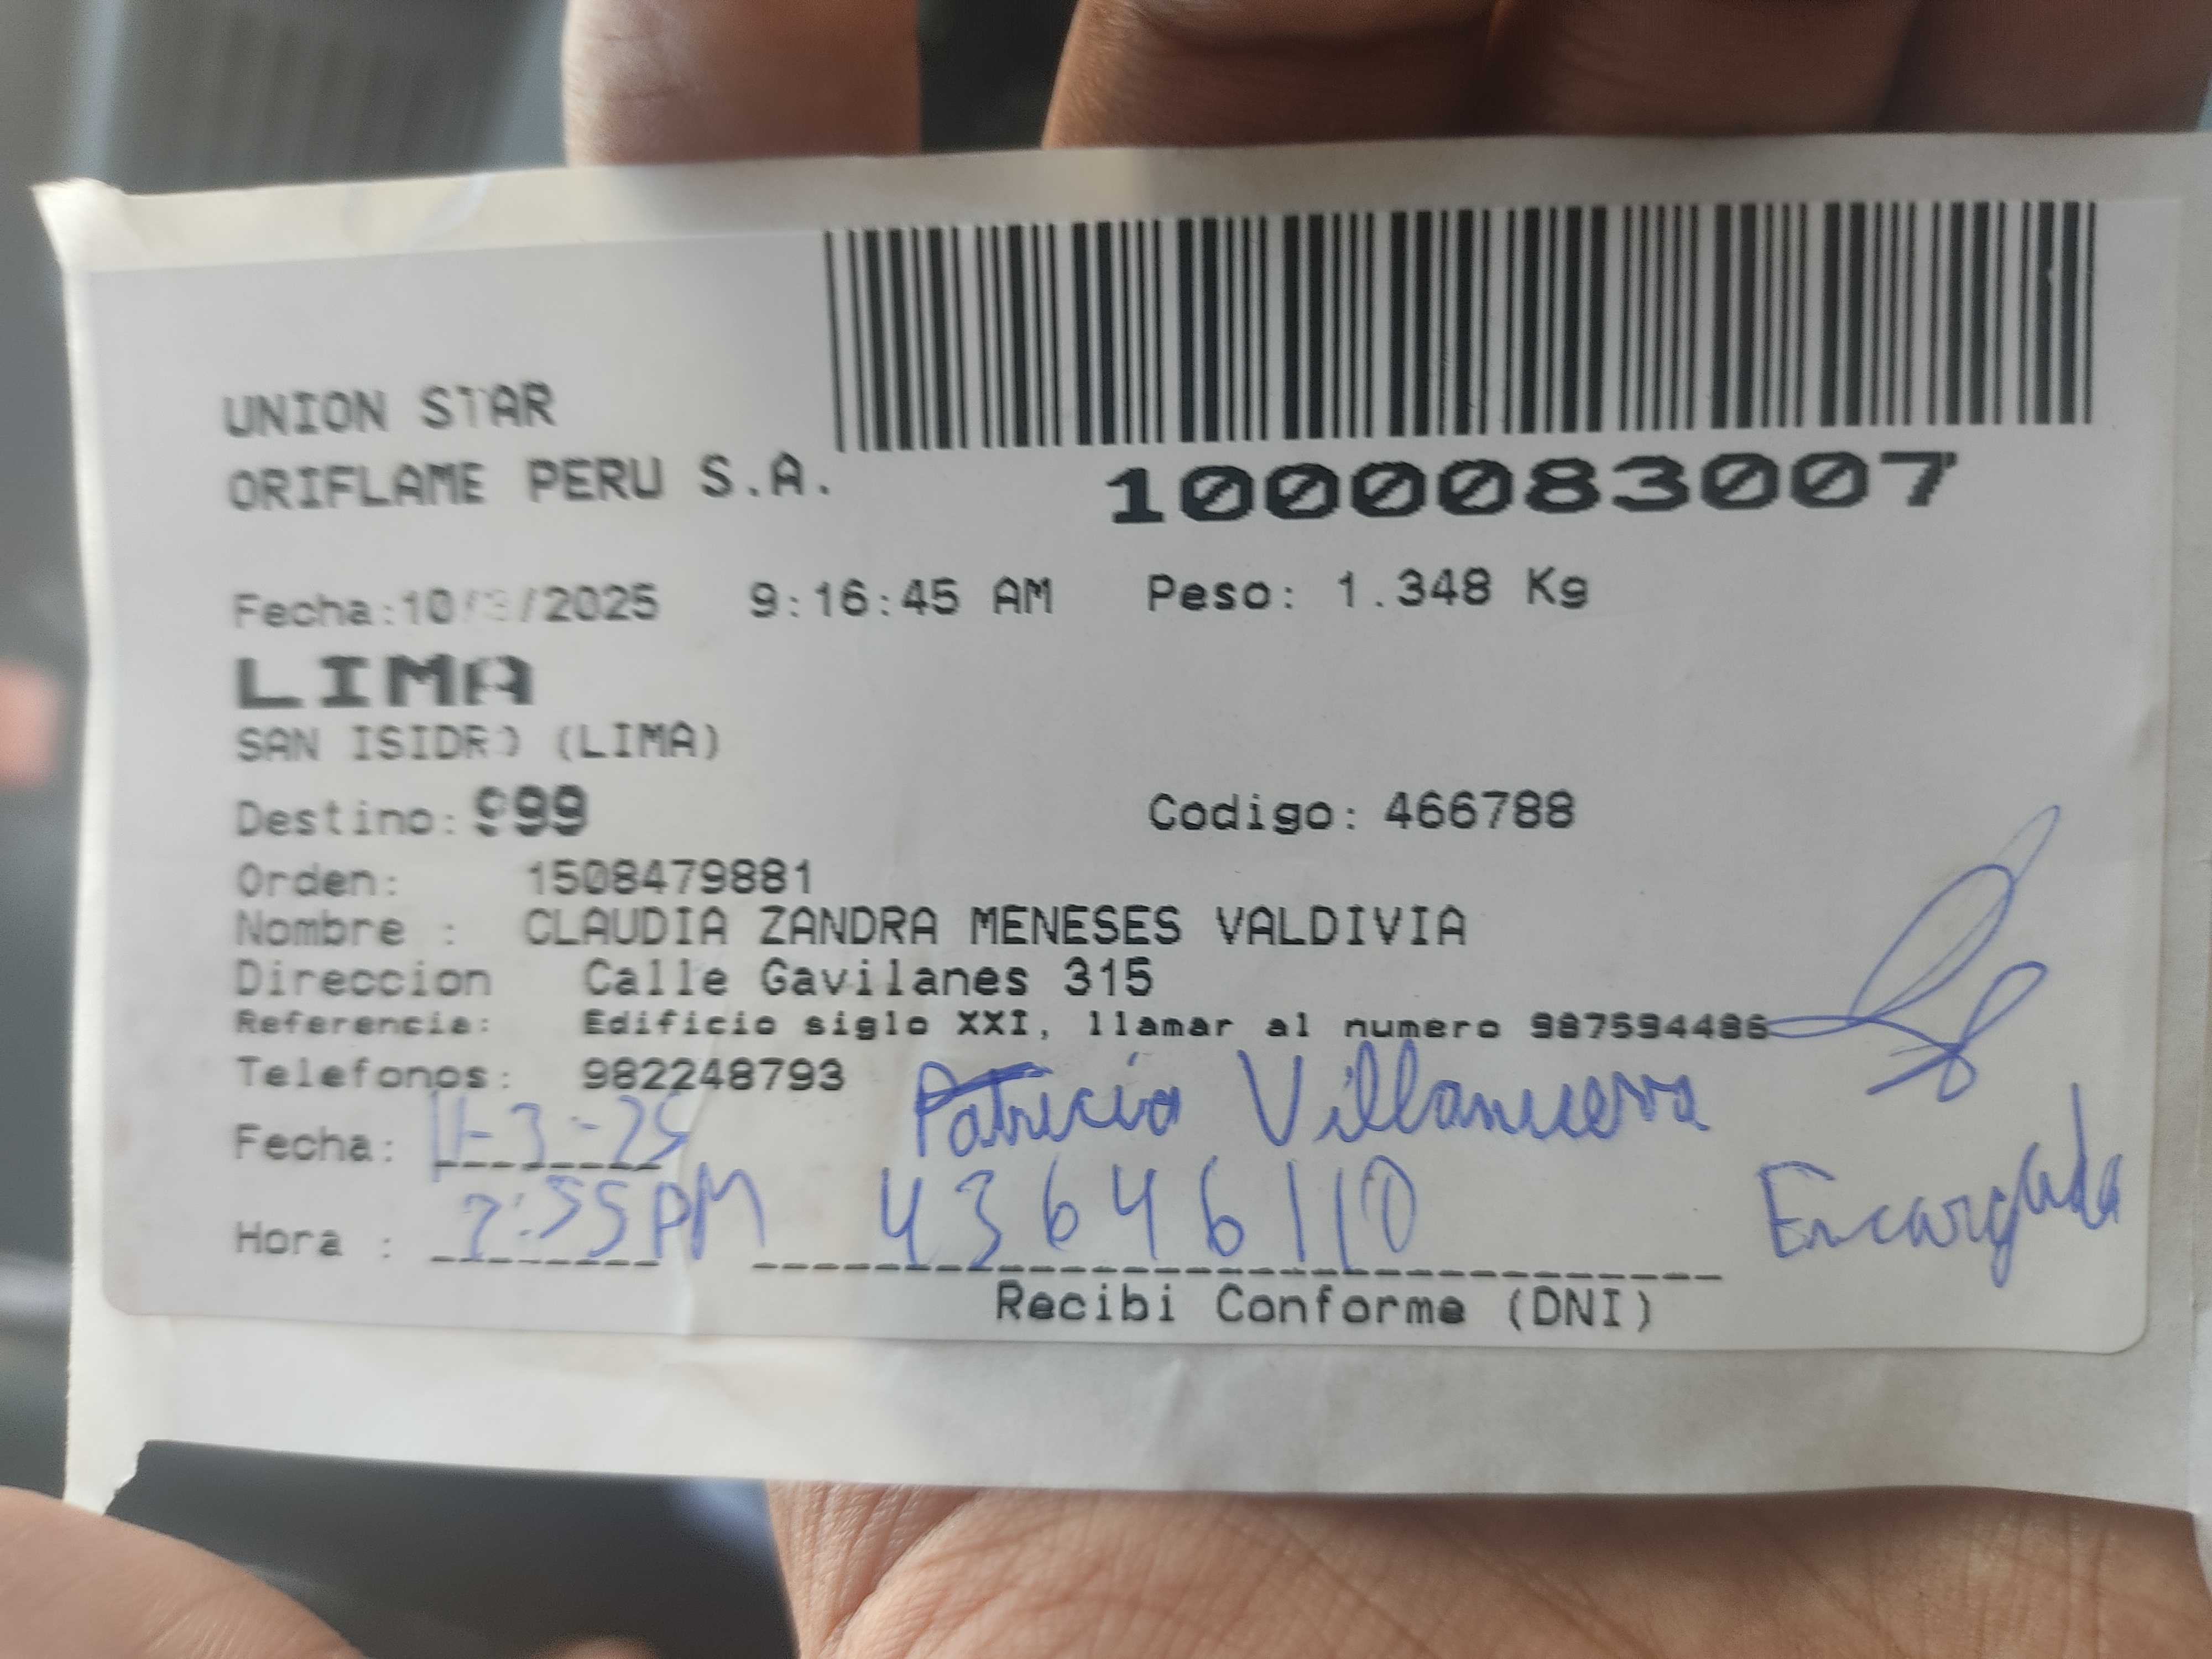 UNION STAR
ORIFLAME PERU S.A.
1000083007
Fecha:10/3/2025 9:16:45 AM Peso: 1.348 Kg
LIMA
SAN ISIDRO (LIMA)
Destino: 999 Codigo: 466788
Orden: 1508479881
Nombre : CLAUDIA ZANDRA MENESES VALDIVIA
Direccion Calle Gavilanes 315
Referencia: Edificio siglo XXI, llamar al numero 987594486
Telefonos: 982248793 Patricia Villanueva
Fecha: 11-3-25
Hora : 2:55PM 43646110 Encargada
Recibi Conforme (DNI)